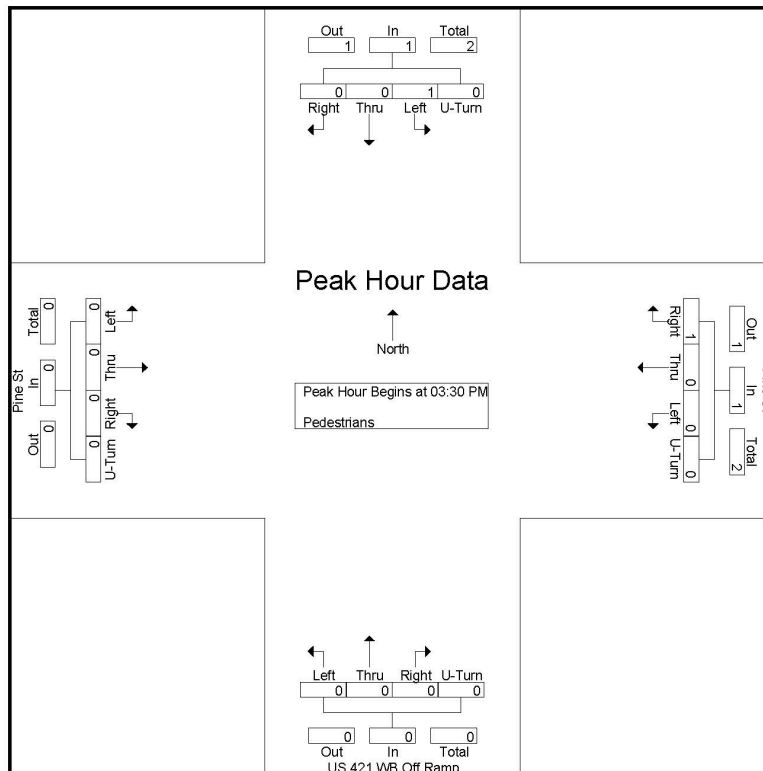 Out In Total
1 1 2
0 0 1 0
Right Thru Left U-Turn
Peak Hour Data
North
Peak Hour Begins at 03:30 PM
Pedestrians
Pine St
Total In Out
0 0 0
0 0 0 0
Left Thru Right U-Turn
Right Thru Left U-Turn
1 0 0 0
Out In Total
1 1 2
Left Thru Right U-Turn
0 0 0 0
0 0 0
Out In Total
US 421 WB Off Ramp